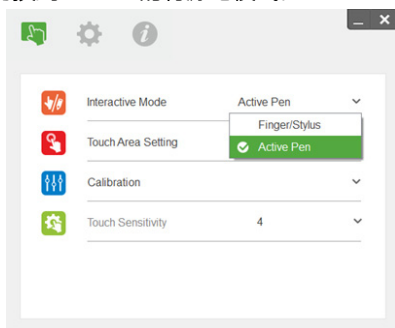 Interactive Mode Active Pen
Finger/Stylus
Touch Area Setting
Active Pen
Calibration
Touch Sensitivity 4